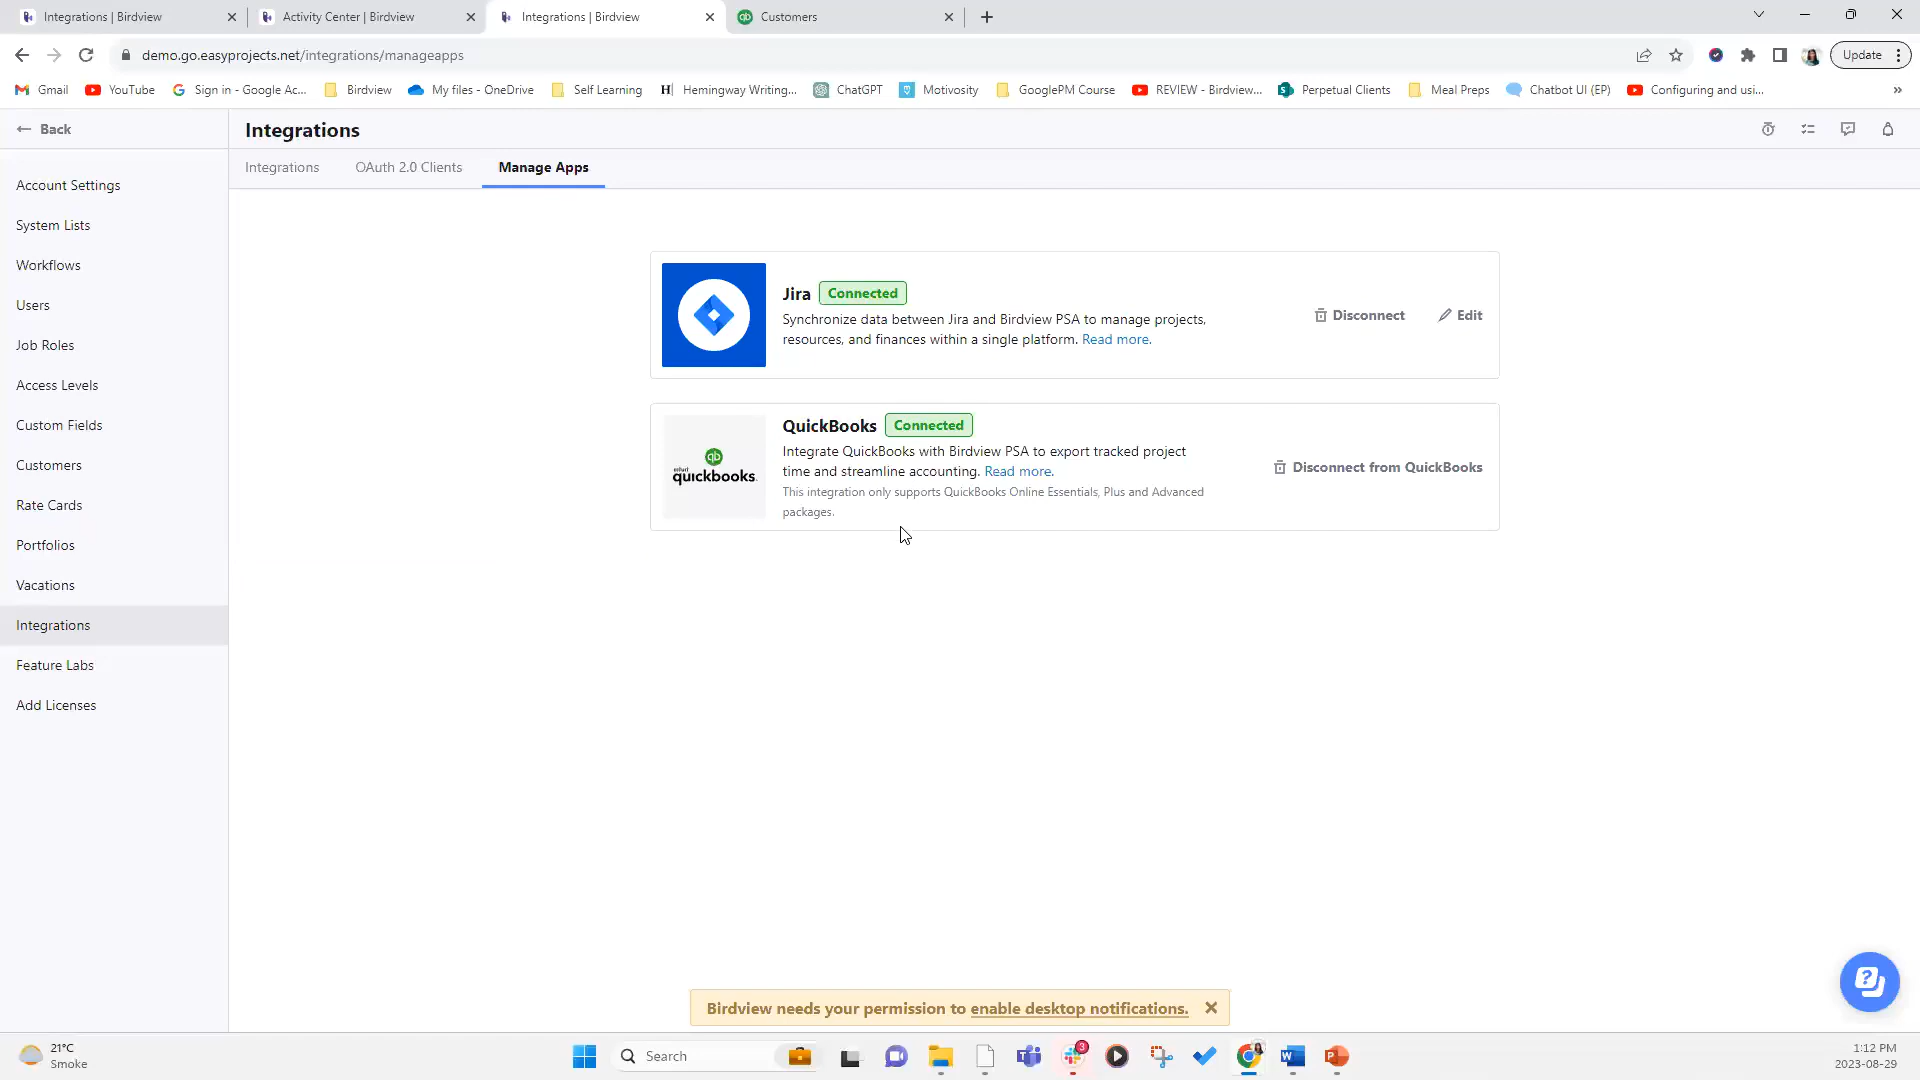 Integrations | Birdview
Activity Center | Birdview
Integrations | Birdview
Customers
demo.go.easyprojects.net/integrations/manageapps
Update
Gmail
YouTube
Sign in - Google Ac...
Birdview
My files - OneDrive
Self Learning
Hemingway Writing...
ChatGPT
Motivosity
GooglePM Course
REVIEW - Birdview...
Perpetual Clients
Meal Preps
Chatbot UI (EP)
Configuring and usi...
»
Back
Integrations
Integrations
OAuth 2.0 Clients
Manage Apps
Account Settings
System Lists
Workflows
Users
Job Roles
Access Levels
Custom Fields
Customers
Rate Cards
Portfolios
Vacations
Integrations
Feature Labs
Add Licenses
Jira Connected
Synchronize data between Jira and Birdview PSA to manage projects,
resources, and finances within a single platform. Read more.
Disconnect
Edit
intuit
quickbooks.
QuickBooks Connected
Integrate QuickBooks with Birdview PSA to export tracked project
time and streamline accounting. Read more.
This integration only supports QuickBooks Online Essentials, Plus and Advanced
packages.
Disconnect from QuickBooks
Birdview needs your permission to enable desktop notifications.
21°C
Smoke
Search
3
1:12 PM
2023-08-29